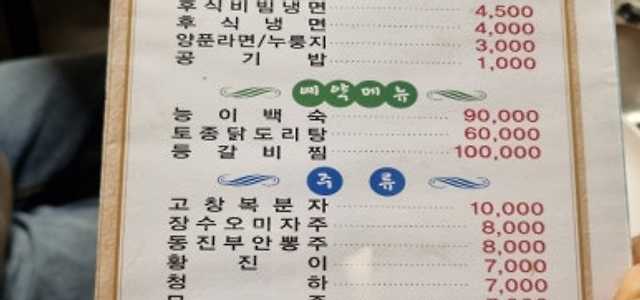 후식비빔냉면 4,500
후식냉면 4,000
양푼라면/누룽지 3,000
공기밥 1,000
예약메뉴
능이백숙 90,000
토종닭도리탕 60,000
등갈비찜 100,000
주류
고창복분자 10,000
장수오미자주 8,000
동진부안뽕주 8,000
황진이 7,000
청하 7,000